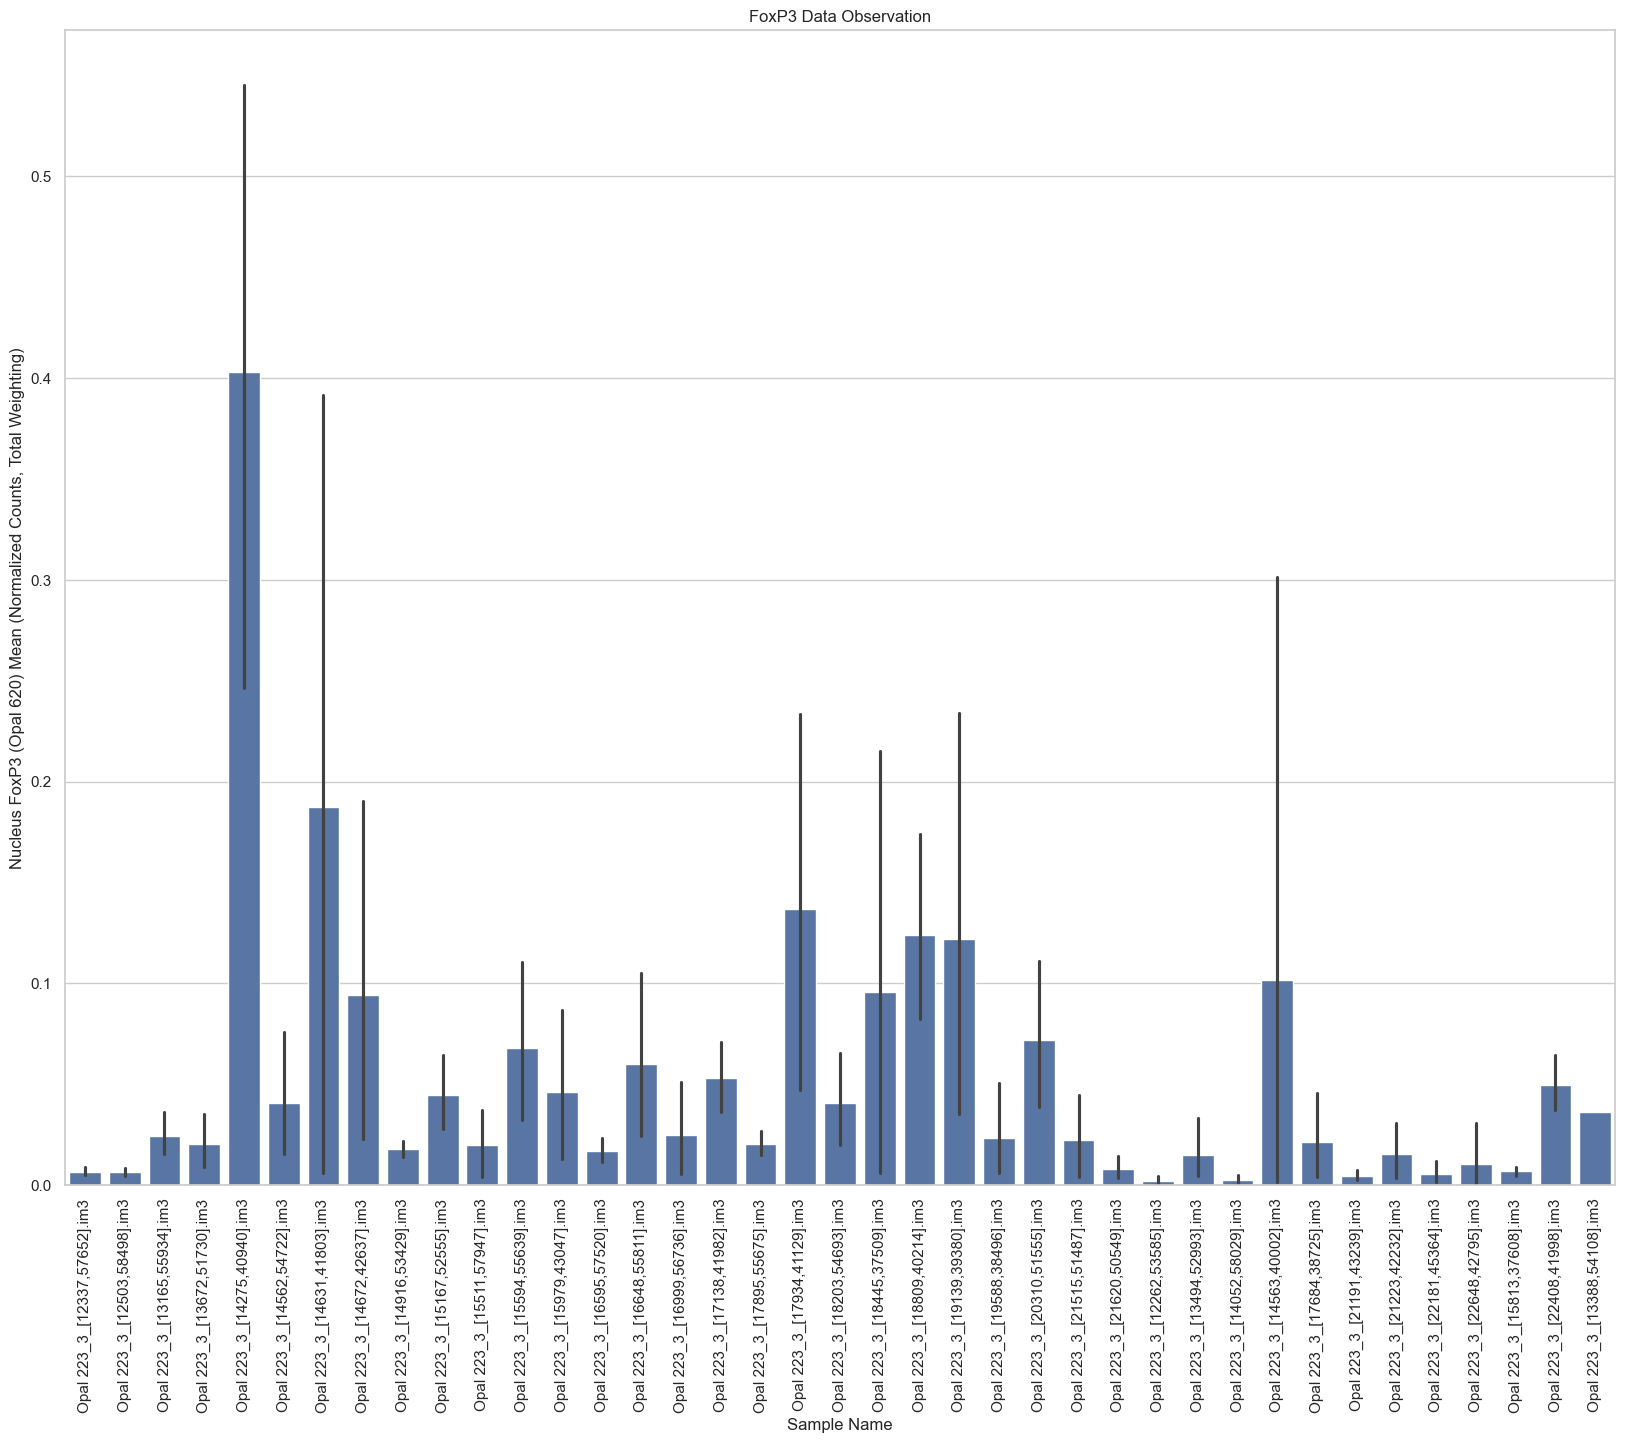 FoxP3 Data Observation
Nucleus FoxP3 (Opal 620) Mean (Normalized Counts, Total Weighting)
0.5
0.4
0.3
0.2
0.1
0.0
Opal 223_3_[12337,57652].im3
Opal 223_3_[12503,58498].im3
Opal 223_3_[13165,55934].im3
Opal 223_3_[13672,51730].im3
Opal 223_3_[14275,40940].im3
Opal 223_3_[14562,54722].im3
Opal 223_3_[14631,41803].im3
Opal 223_3_[14672,42637].im3
Opal 223_3_[14916,53429].im3
Opal 223_3_[15167,52555].im3
Opal 223_3_[15511,57947].im3
Opal 223_3_[15594,55639].im3
Opal 223_3_[15979,43047].im3
Opal 223_3_[16595,57520].im3
Opal 223_3_[16648,55811].im3
Opal 223_3_[16999,56736].im3
Opal 223_3_[17138,41982].im3
Opal 223_3_[17895,55675].im3
Opal 223_3_[17934,41129].im3
Opal 223_3_[18203,54693].im3
Opal 223_3_[18445,37509].im3
Opal 223_3_[18809,40214].im3
Opal 223_3_[19139,39380].im3
Opal 223_3_[19588,38496].im3
Opal 223_3_[20310,51555].im3
Opal 223_3_[21515,51487].im3
Opal 223_3_[21620,50549].im3
Opal 223_3_[12262,53585].im3
Opal 223_3_[13494,52993].im3
Opal 223_3_[14052,58029].im3
Opal 223_3_[14563,40002].im3
Opal 223_3_[17684,38725].im3
Opal 223_3_[21191,43239].im3
Opal 223_3_[21223,42232].im3
Opal 223_3_[22181,45364].im3
Opal 223_3_[22648,42795].im3
Opal 223_3_[15813,37608].im3
Opal 223_3_[22408,41998].im3
Opal 223_3_[13388,54108].im3
Sample Name